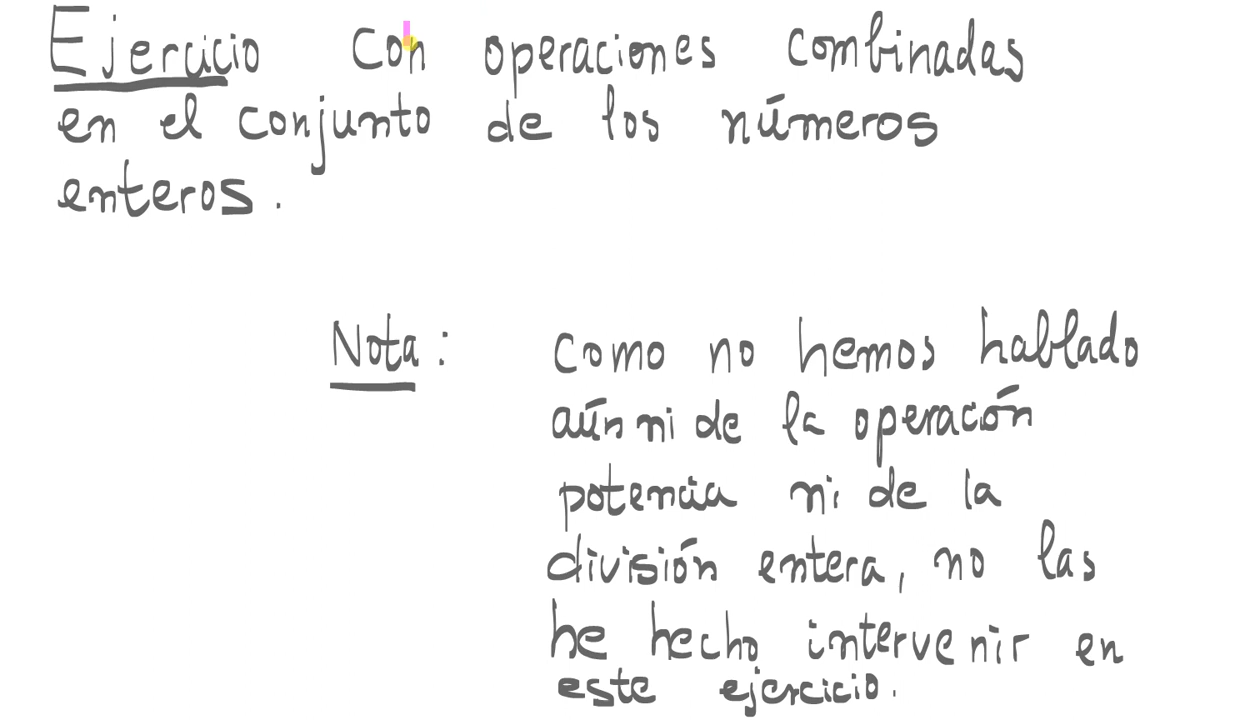 Ejercicio con operaciones combinadas
en el conjunto de los números
enteros.
Nota: Como no hemos hablado
aún ni de la operacón
potencia ni de la
división entera, no las
he hecho intervenir en
este ejercicio.